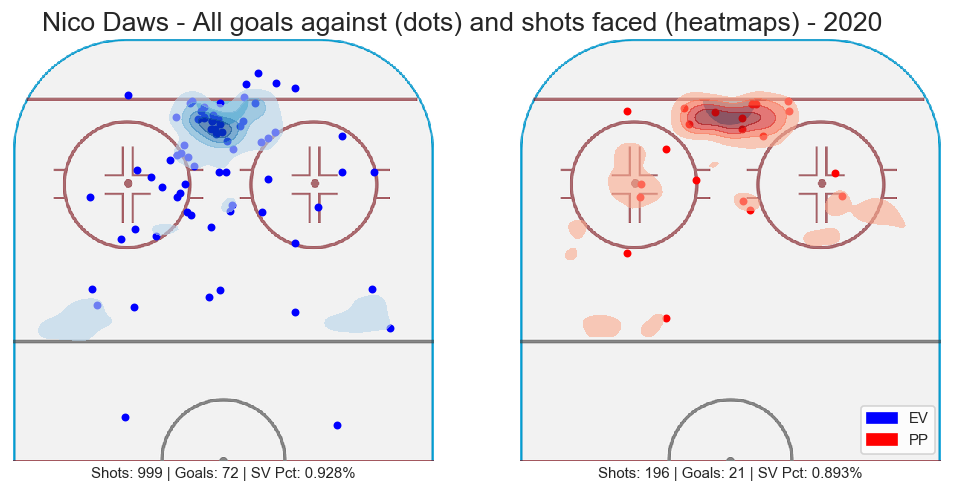 Nico Daws - All goals against (dots) and shots faced (heatmaps) - 2020
EV
PP
Shots: 999 | Goals: 72 | SV Pct: 0.928%
Shots: 196 | Goals: 21 | SV Pct: 0.893%